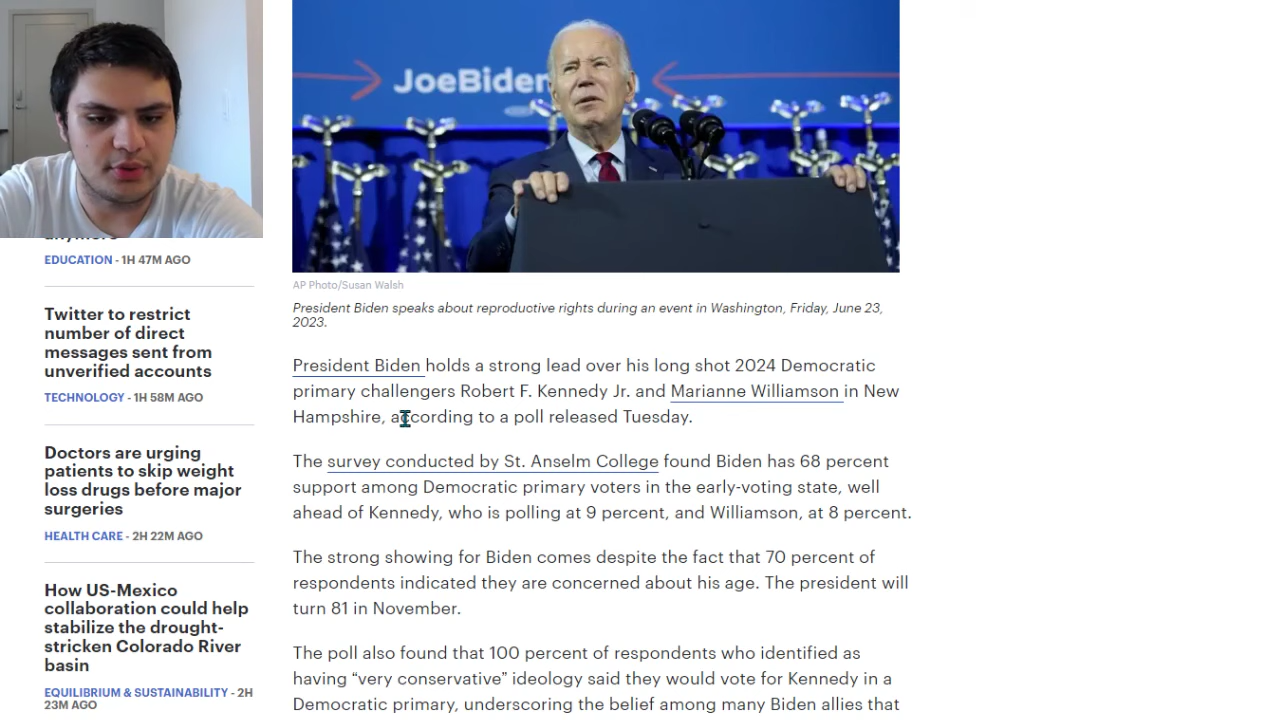 JoeBiden
anymore
EDUCATION - 1H 47M AGO
Twitter to restrict
number of direct
messages sent from
unverified accounts
TECHNOLOGY - 1H 58M AGO
Doctors are urging
patients to skip weight
loss drugs before major
surgeries
HEALTH CARE - 2H 22M AGO
How US-Mexico
collaboration could help
stabilize the drought-
stricken Colorado River
basin
EQUILIBRIUM & SUSTAINABILITY - 2H
23M AGO
AP Photo/Susan Walsh
President Biden speaks about reproductive rights during an event in Washington, Friday, June 23,
2023.
President Biden holds a strong lead over his long shot 2024 Democratic
primary challengers Robert F. Kennedy Jr. and Marianne Williamson in New
Hampshire, according to a poll released Tuesday.
The survey conducted by St. Anselm College found Biden has 68 percent
support among Democratic primary voters in the early-voting state, well
ahead of Kennedy, who is polling at 9 percent, and Williamson, at 8 percent.
The strong showing for Biden comes despite the fact that 70 percent of
respondents indicated they are concerned about his age. The president will
turn 81 in November.
The poll also found that 100 percent of respondents who identified as
having “very conservative” ideology said they would vote for Kennedy in a
Democratic primary, underscoring the belief among many Biden allies that